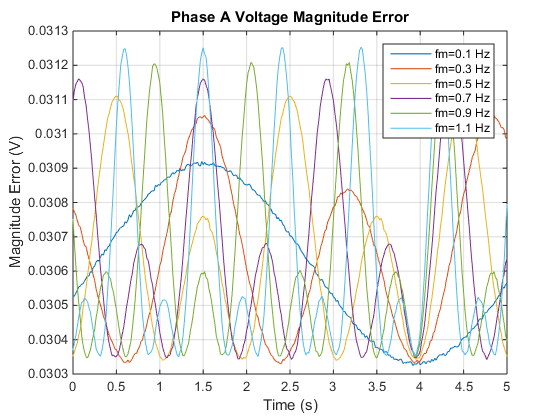 Phase A Voltage Magnitude Error
0.0313
0.0312
0.0311
0.031
0.0309
0.0308
0.0307
0.0306
0.0305
0.0304
0.0303
Magnitude Error (V)
fm=0.1 Hz
fm=0.3 Hz
fm=0.5 Hz
fm=0.7 Hz
fm=0.9 Hz
fm=1.1 Hz
0 0.5 1 1.5 2 2.5 3 3.5 4 4.5 5
Time (s)